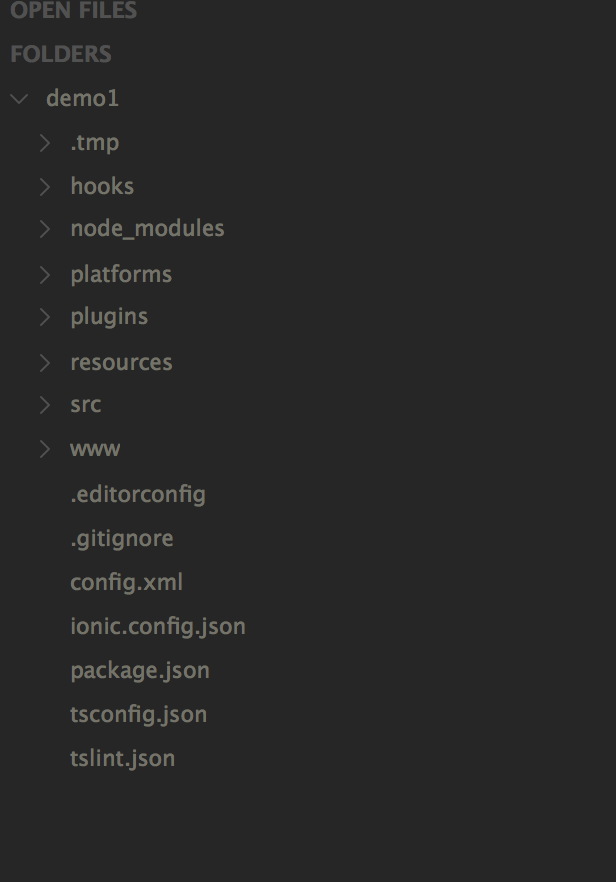 OPEN FILES
FOLDERS
demo1
.tmp
hooks
node_modules
platforms
plugins
resources
src
www
.editorconfig
.gitignore
config.xml
ionic.config.json
package.json
tsconfig.json
tslint.json